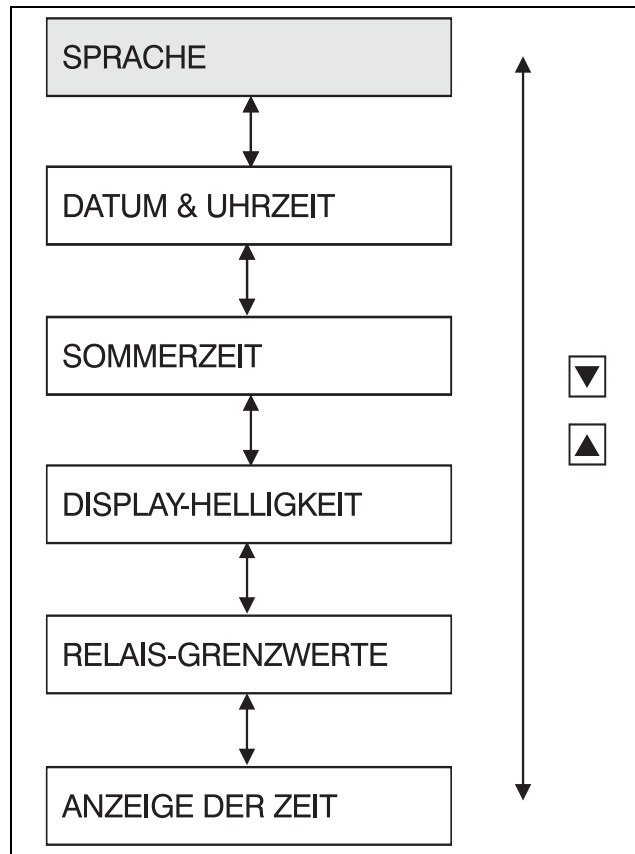 SPRACHE
DATUM & UHRZEIT
SOMMERZEIT
DISPLAY-HELLIGKEIT
RELAIS-GRENZWERTE
ANZEIGE DER ZEIT